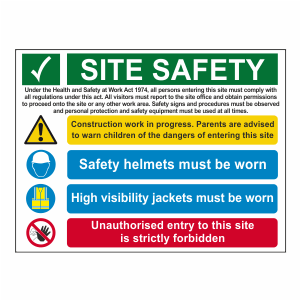 SITE SAFETY
Under the Health and Safety at Work Act 1974, all persons entering this site must comply with
all regulations under this act. All visitors must report to the site office and obtain permissions
to proceed onto the site or any other work area. Safety signs and procedures must be observed
and personal protection and safety equipment must be used at all times.
Construction work in progress. Parents are advised
to warn children of the dangers of entering this site
Safety helmets must be worn
High visibility jackets must be worn
Unauthorised entry to this site
is strictly forbidden